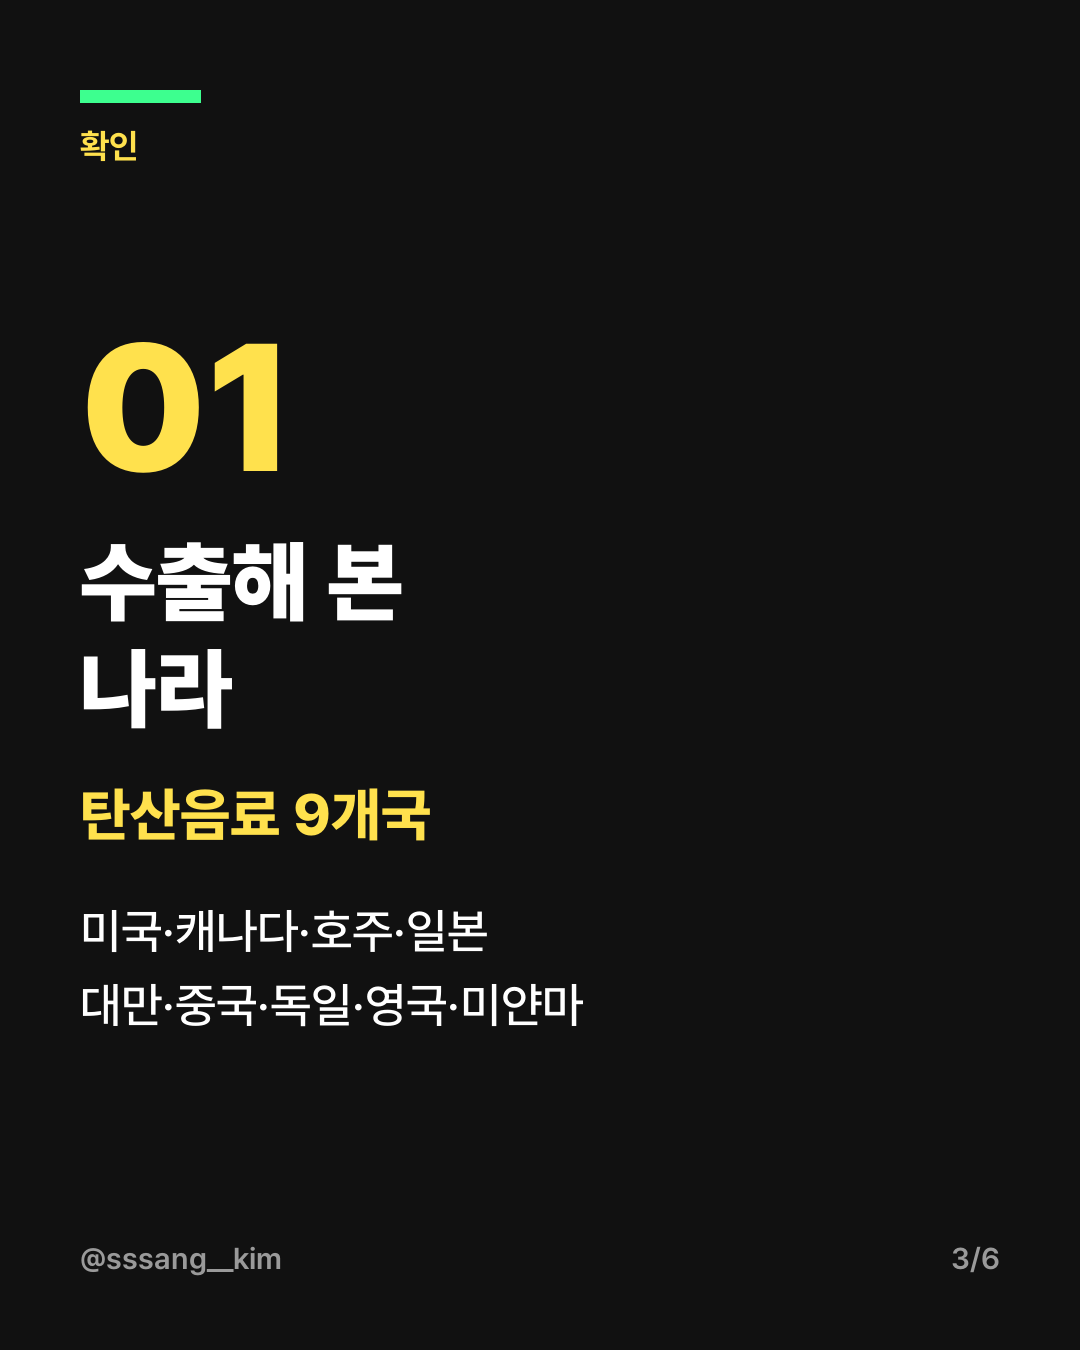 확인
01
수출해 본
나라
탄산음료 9개국
미국·캐나다·호주·일본
대만·중국·독일·영국·미얀마
@sssang__kim
3/6